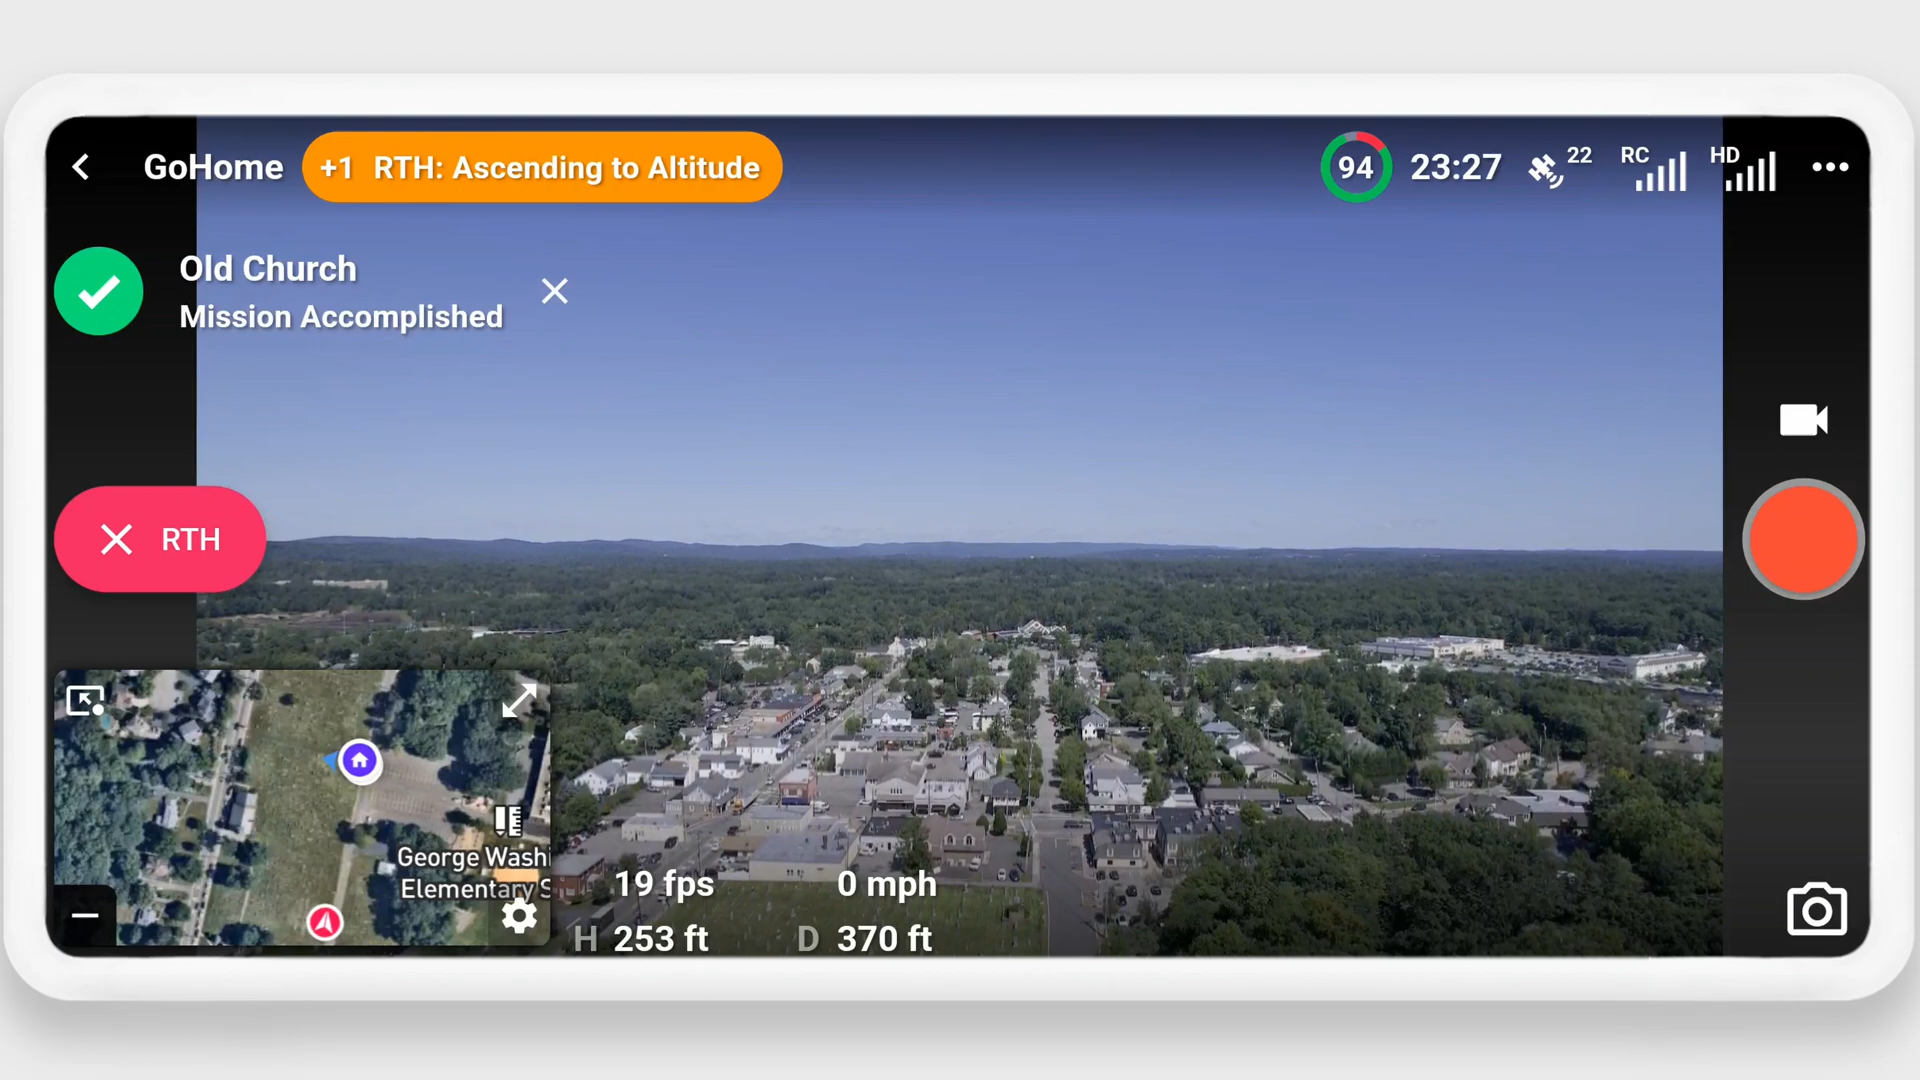 GoHome
+1 RTH: Ascending to Altitude
94
23:27
22
RC
HD
Old Church
Mission Accomplished
RTH
George Washi
Elementary S
19 fps
0 mph
H 253 ft
D 370 ft